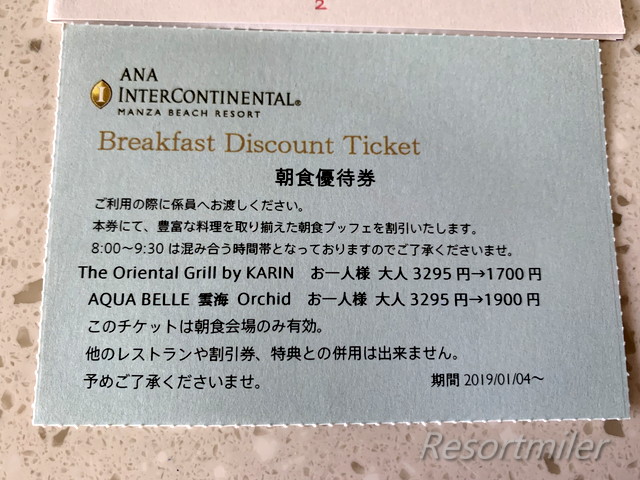 2
ANA
INTERCONTINENTAL®
MANZA BEACH RESORT
Breakfast Discount Ticket
朝食優待券
ご利用の際に係員へお渡しください。
本券にて、豊富な料理を取り揃えた朝食ブッフェを割引いたします。
8:00～9:30 は混み合う時間帯となっておりますのでご了承くださいませ。
The Oriental Grill by KARIN お一人様 大人 3295 円→1700 円
AQUA BELLE 雲海 Orchid お一人様 大人 3295 円→1900 円
このチケットは朝食会場のみ有効。
他のレストランや割引券、特典との併用は出来ません。
予めご了承くださいませ。 期間 2019/01/04～
Resortmiler